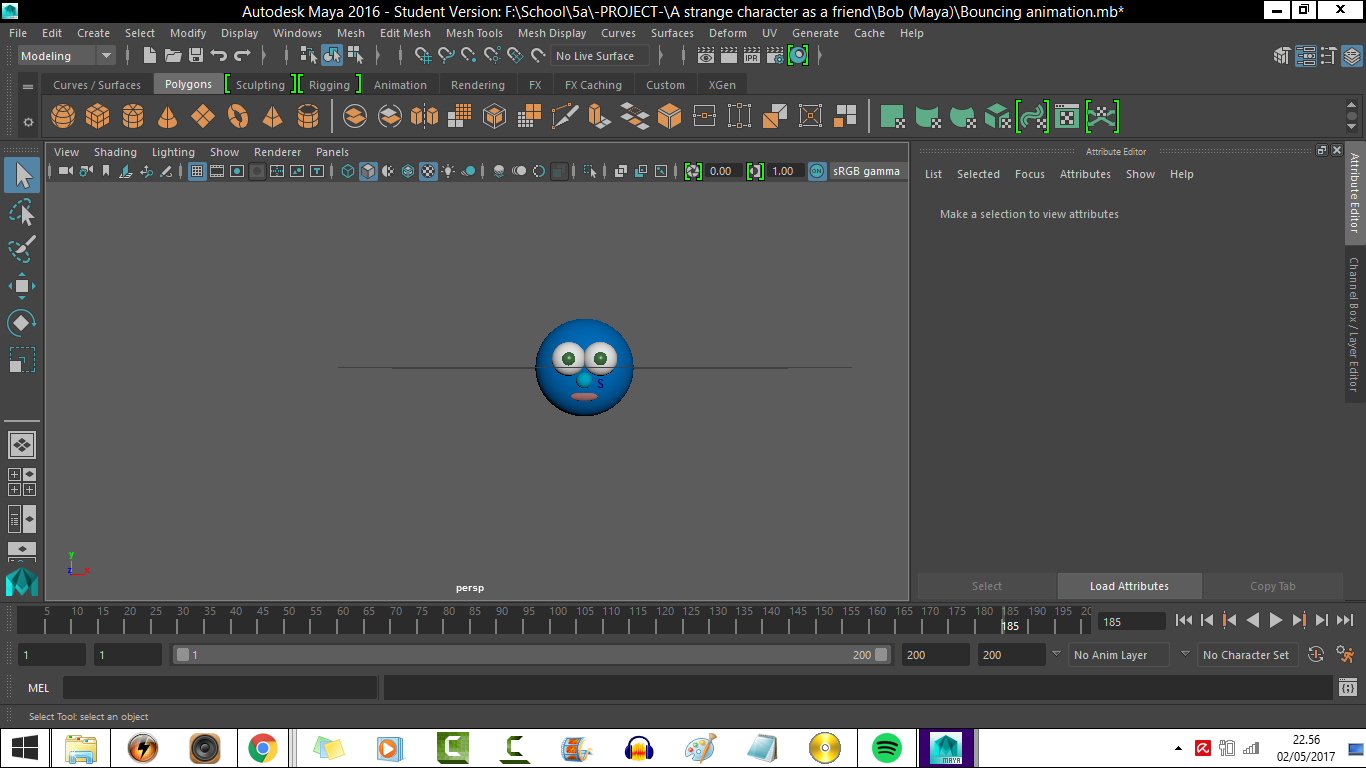 Autodesk Maya 2016 - Student Version: F:\School\5a\-PROJECT-\A strange character as a friend\Bob (Maya)\Bouncing animation.mb*
File Edit Create Select Modify Display Windows Mesh Edit Mesh Mesh Tools Mesh Display Curves Surfaces Deform UV Generate Cache Help
Modeling No Live Surface IPR
Curves / Surfaces Polygons Sculpting Rigging Animation Rendering FX FX Caching Custom XGen
View Shading Lighting Show Renderer Panels
0.00 1.00 ON sRGB gamma
Attribute Editor
List Selected Focus Attributes Show Help
Make a selection to view attributes
Attribute Editor
Channel Box / Layer Editor
S
y
z x
persp
Select Load Attributes Copy Tab
5 10 15 20 25 30 35 40 45 50 55 60 65 70 75 80 85 90 95 100 105 110 115 120 125 130 135 140 145 150 155 160 165 170 175 180 185 190 195 20
185 185
1 1 1 200 200 200 No Anim Layer No Character Set
MEL
Select Tool: select an object
MAYA
22.56
02/05/2017